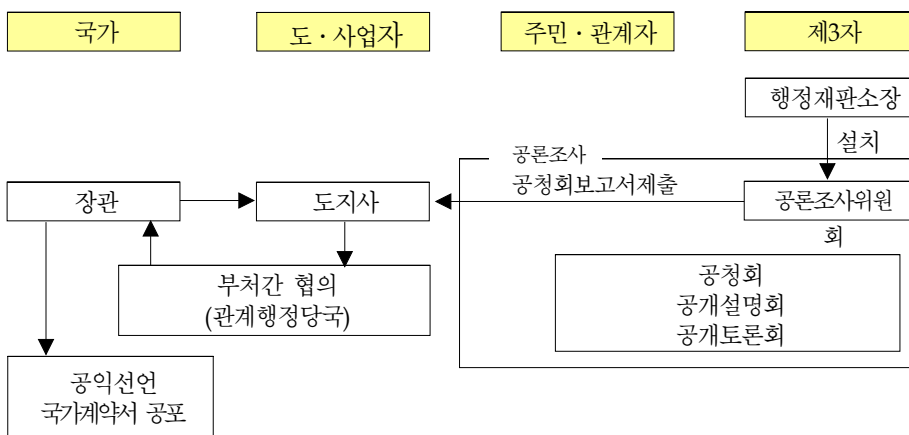 국가
도·사업자
주민·관계자
제3자
행정재판소장
설치
공론조사
공청회보고서제출
장관
도지사
공론조사위원
회
부처간 협의
(관계행정당국)
공청회
공개설명회
공개토론회
공익선언
국가계약서 공포